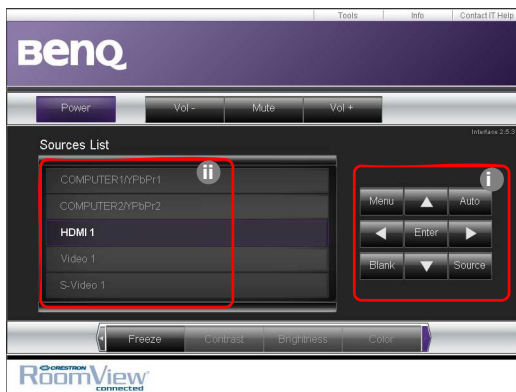 Tools Info Contact IT Help
BenQ
Power Vol - Mute Vol +
Interface 2.5.3
Sources List
ii
i
COMPUTER1/YPbPr1
COMPUTER2/YPbPr2
HDMI 1
Video 1
S-Video 1
Menu Auto
Enter
Blank Source
Freeze Contrast Brightness Color
CRESTRON
RoomView
connected